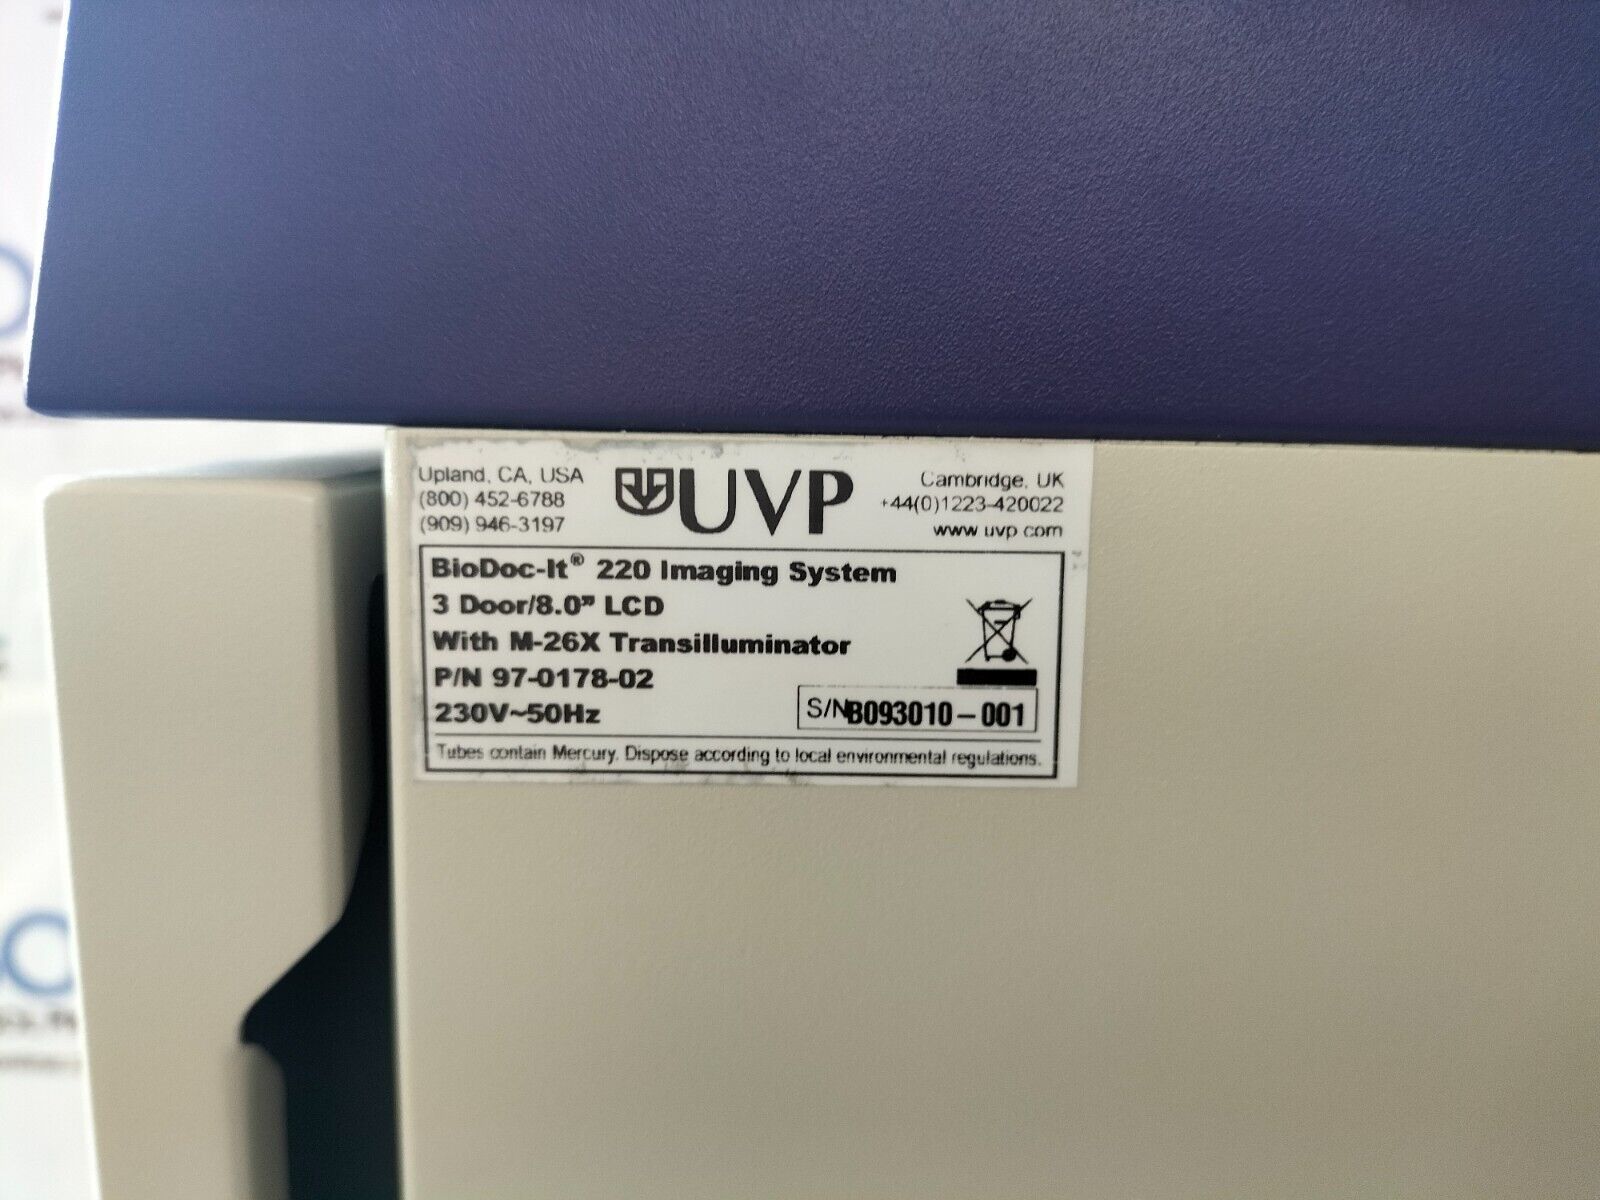 Upland, CA, USA
(800) 452-6788
(909) 946-3197
UVP
Cambridge, UK
+44(0)1223-420022
www.uvp.com
BioDoc-It® 220 Imaging System
3 Door/8.0” LCD
With M-26X Transilluminator
P/N 97-0178-02
230V~50Hz
S/N B093010-001
Tubes contain Mercury. Dispose according to local environmental regulations.